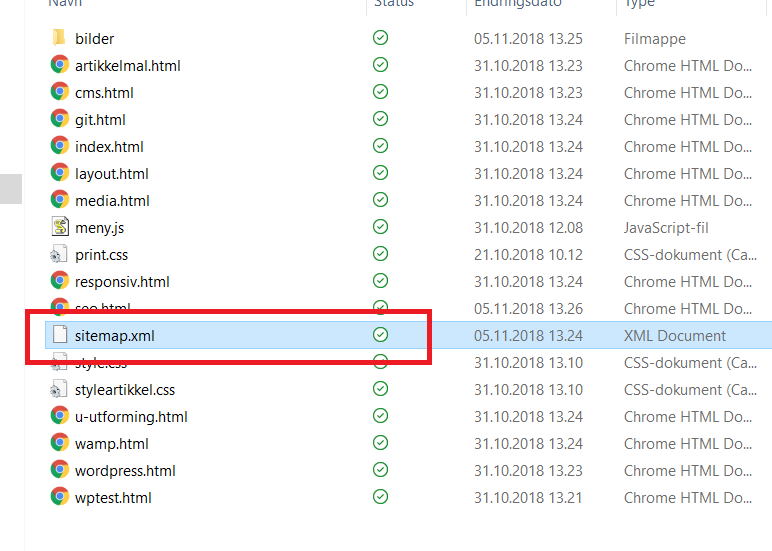 Navn Status Endringsdato Type
bilder 05.11.2018 13.25 Filmappe
artikkelmal.html 31.10.2018 13.23 Chrome HTML Do...
cms.html 31.10.2018 13.23 Chrome HTML Do...
git.html 31.10.2018 13.24 Chrome HTML Do...
index.html 31.10.2018 13.24 Chrome HTML Do...
layout.html 31.10.2018 13.24 Chrome HTML Do...
media.html 31.10.2018 13.24 Chrome HTML Do...
meny.js 31.10.2018 12.08 JavaScript-fil
print.css 21.10.2018 10.12 CSS-dokument (Ca...
responsiv.html 31.10.2018 13.24 Chrome HTML Do...
seo.html 05.11.2018 13.26 Chrome HTML Do...
sitemap.xml 05.11.2018 13.24 XML Document
style.css 31.10.2018 13.10 CSS-dokument (Ca...
styleartikkel.css 31.10.2018 13.10 CSS-dokument (Ca...
u-utforming.html 31.10.2018 13.24 Chrome HTML Do...
wamp.html 31.10.2018 13.24 Chrome HTML Do...
wordpress.html 31.10.2018 13.23 Chrome HTML Do...
wptest.html 31.10.2018 13.21 Chrome HTML Do...